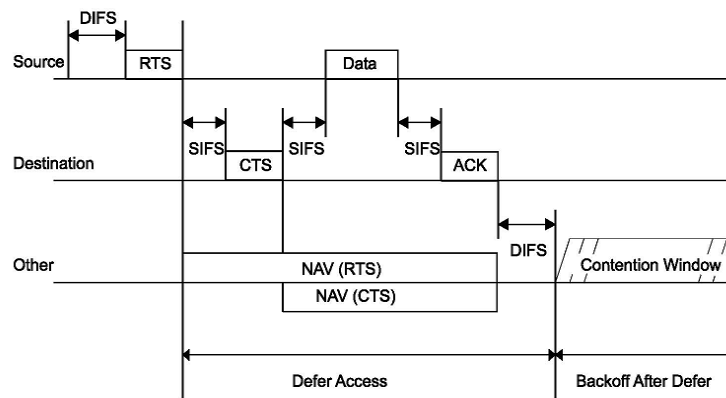 DIFS
Source
RTS
Data
SIFS
SIFS
SIFS
Destination
CTS
ACK
DIFS
Other
NAV (RTS)
Contention Window
NAV (CTS)
Defer Access
Backoff After Defer